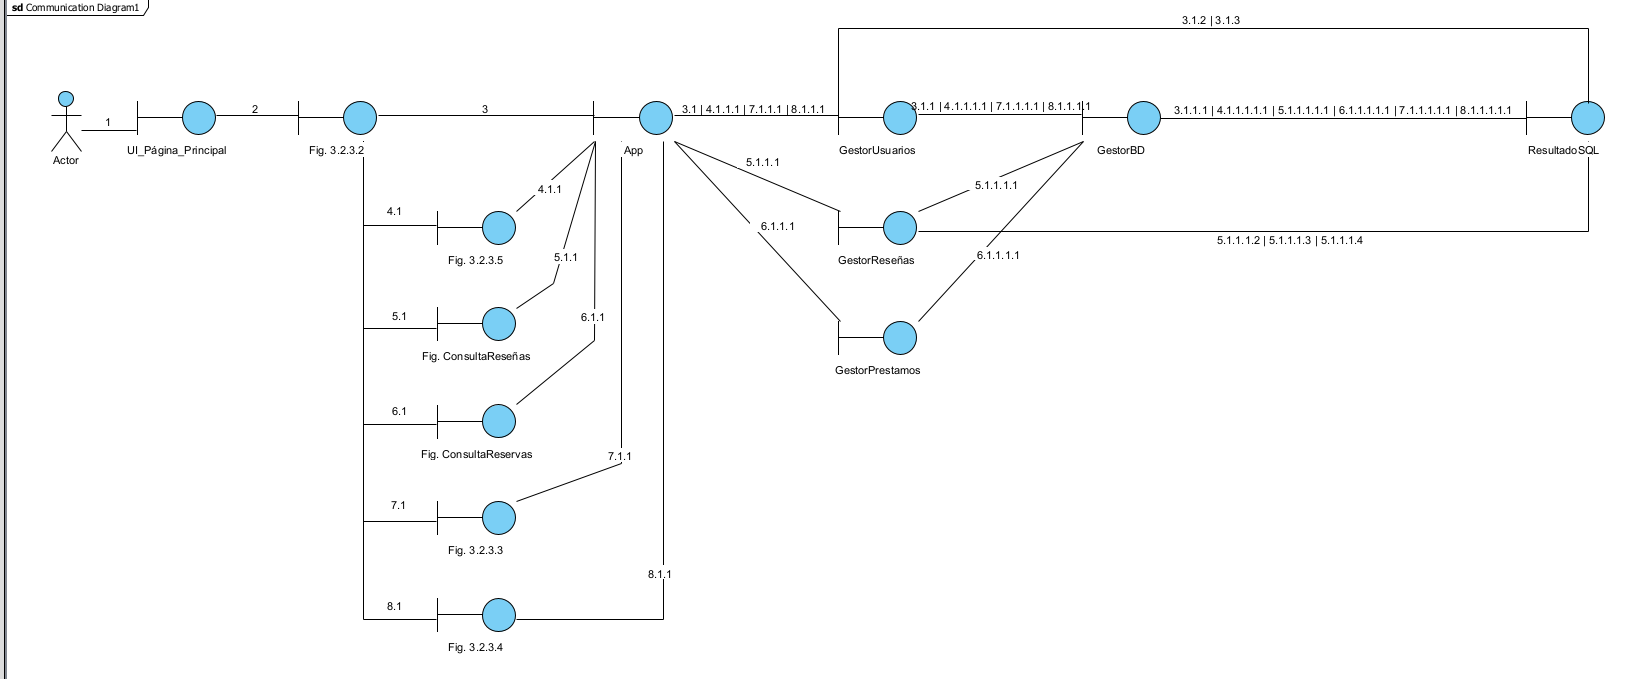 sd Communication Diagram1
3.1.2 | 3.1.3
1
2
3
3.1 | 4.1.1.1 | 7.1.1.1 | 8.1.1.1
3.1.1 | 4.1.1.1.1 | 7.1.1.1.1 | 8.1.1.1.1
3.1.1.1 | 4.1.1.1.1.1 | 5.1.1.1.1.1 | 6.1.1.1.1.1 | 7.1.1.1.1.1 | 8.1.1.1.1.1
Actor
UI_Página_Principal
Fig. 3.2.3.2
App
GestorUsuarios
GestorBD
ResultadoSQL
5.1.1.1
4.1.1
5.1.1.1.1
4.1
6.1.1.1
5.1.1.1.2 | 5.1.1.1.3 | 5.1.1.1.4
Fig. 3.2.3.5
5.1.1
GestorReseñas
6.1.1.1.1
5.1
6.1.1
Fig. ConsultaReseñas
GestorPrestamos
6.1
Fig. ConsultaReservas
7.1.1
7.1
Fig. 3.2.3.3
8.1.1
8.1
Fig. 3.2.3.4